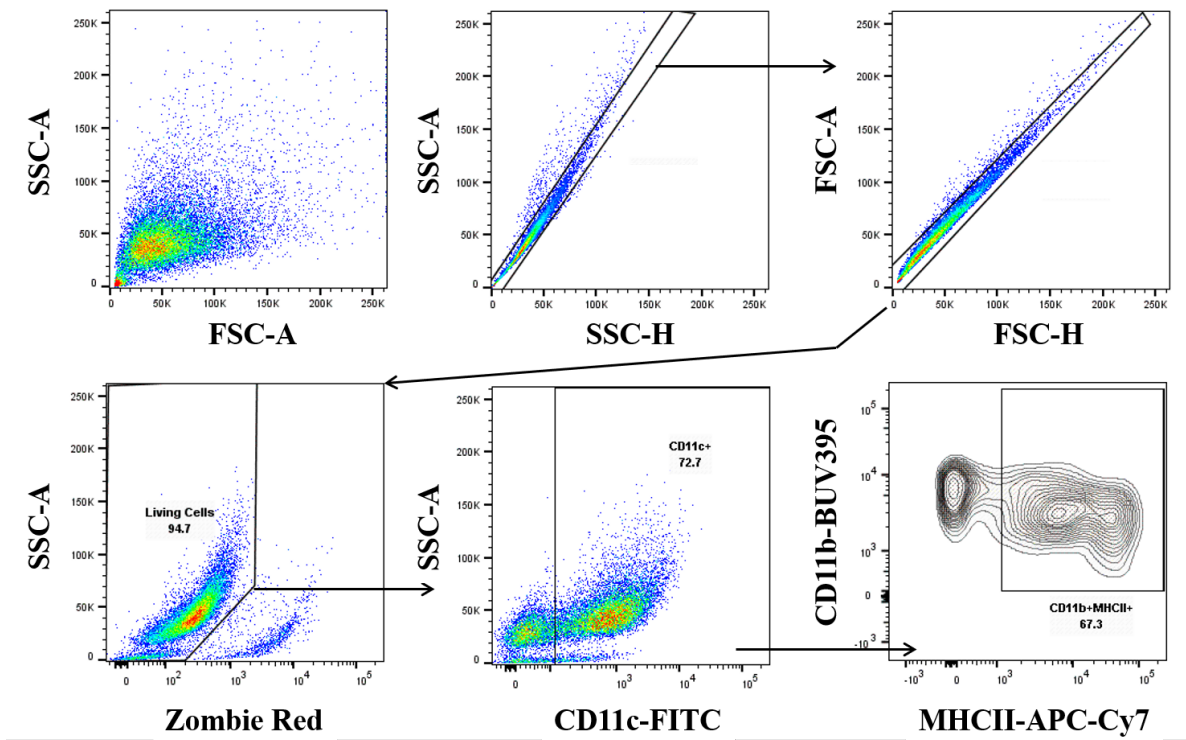 250K
200K
150K
100K
50K
0
SSC-A
0 50K 100K 150K 200K 250K
FSC-A
250K
200K
150K
100K
50K
0
SSC-A
0 50K 100K 150K 200K 250K
SSC-H
250K
200K
150K
100K
50K
0
FSC-A
0 50K 100K 150K 200K 250K
FSC-H
250K
200K
150K
100K
50K
0
SSC-A
Living Cells
94.7
0 10² 10³ 10⁴ 10⁵
Zombie Red
250K
200K
150K
100K
50K
0
SSC-A
CD11c+
72.7
0 10³ 10⁴ 10⁵
CD11c-FITC
10⁵
10⁴
10³
0
-10³
CD11b-BUV395
CD11b+MHCII+
67.3
-10³ 0 10³ 10⁴ 10⁵
MHCII-APC-Cy7